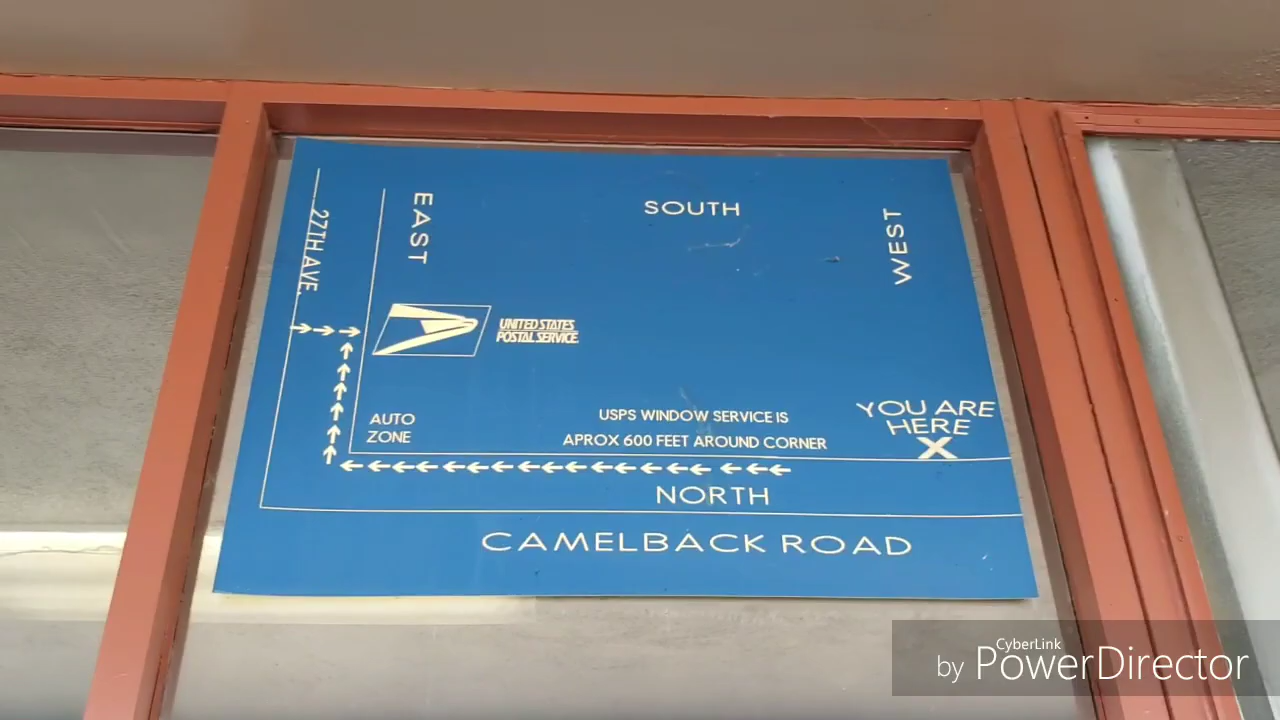 27TH AVE.
EAST
SOUTH
WEST
UNITED STATES
POSTAL SERVICE
AUTO
ZONE
USPS WINDOW SERVICE IS
APROX 600 FEET AROUND CORNER
YOU ARE
HERE
X
NORTH
CAMELBACK ROAD
CyberLink
by PowerDirector